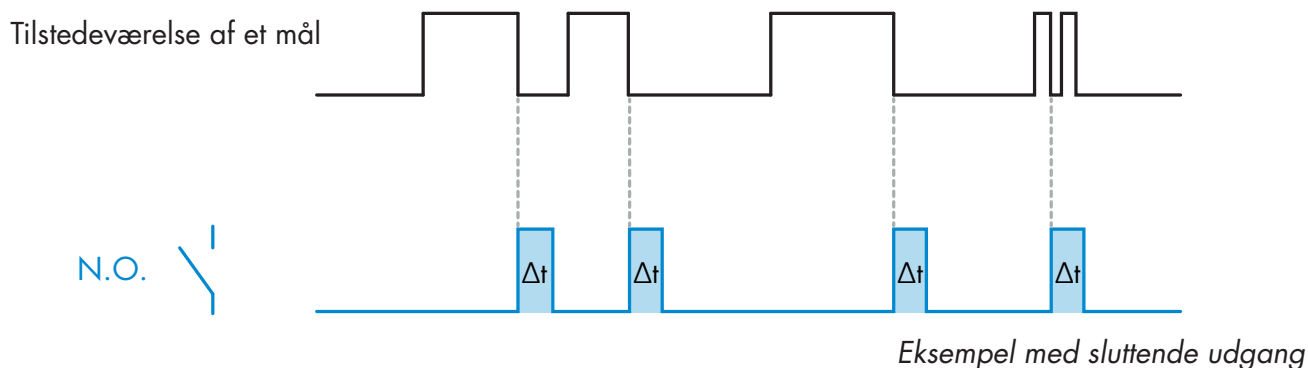 Tilstedeværelse af et mål
N.O.
Δt Δt Δt Δt
Eksempel med sluttende udgang